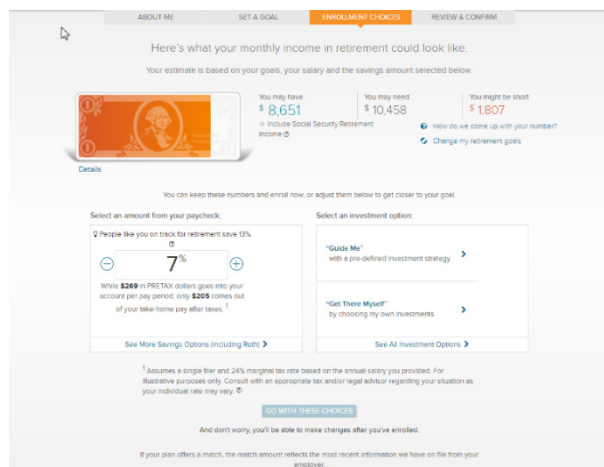 ABOUT ME
SET A GOAL
ENROLLMENT CHOICES
REVIEW & CONFIRM
Here's what your monthly income in retirement could look like.
Your estimate is based on your goals, your salary and the savings amount selected below.
You may have
$ 8,651
Include Social Security Retirement
Income
You may need
$ 10,458
You might be short
$ 1,807
How do we come up with your number?
Change my retirement goals
Details
You can keep these numbers and enroll now, or adjust them below to get closer to your goal.
Select an amount from your paycheck:
People like you on track for retirement save 13%
7%
While $269 in PRETAX dollars goes into your
account per pay period, only $205 comes out
of your take-home pay after taxes. 1
See More Savings Options (including Roth)
Select an investment option:
"Guide Me"
with a pre-defined investment strategy
"Get There Myself"
by choosing my own investments
See All Investment Options
1 Assumes a single filer and 24% marginal tax rate based on the annual salary you provided. For
illustrative purposes only. Consult with an appropriate tax and/or legal advisor regarding your situation as
your individual rate may vary.
GO WITH THESE CHOICES
And don't worry, you'll be able to make changes after you've enrolled.
If your plan offers a match, the match amount reflects the most recent information we have on file from your
employer.